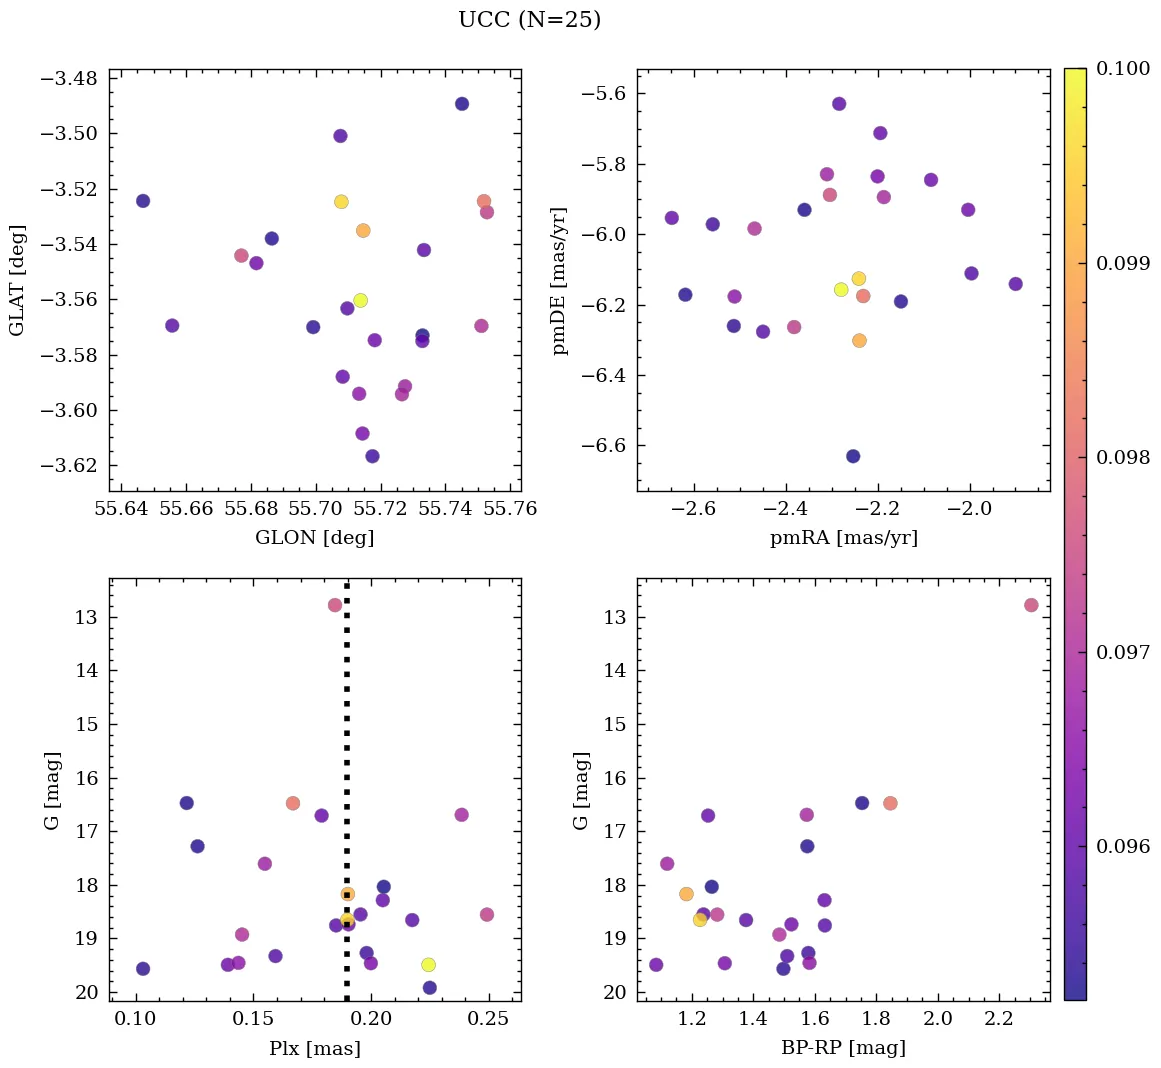 UCC (N=25)
−3.48
−3.50
−3.52
−3.54
−3.56
−3.58
−3.60
−3.62
GLAT [deg]
55.64 55.66 55.68 55.70 55.72 55.74 55.76
GLON [deg]
−5.6
−5.8
−6.0
−6.2
−6.4
−6.6
pmDE [mas/yr]
−2.6 −2.4 −2.2 −2.0
pmRA [mas/yr]
0.100
0.099
0.098
0.097
0.096
13
14
15
16
17
18
19
20
G [mag]
0.10 0.15 0.20 0.25
Plx [mas]
13
14
15
16
17
18
19
20
G [mag]
1.2 1.4 1.6 1.8 2.0 2.2
BP-RP [mag]